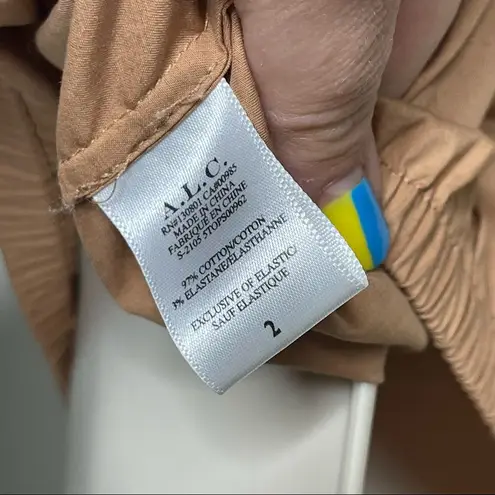 A.L.C.
RN#130801 CA#00985
MADE IN CHINA
FABRIQUÉ EN CHINE
S-2105 5TOPS00962
97% COTTON/COTON
3% ELASTANE/ELASTHANNE
EXCLUSIVE OF ELASTIC/
SAUF ELASTIQUE
2